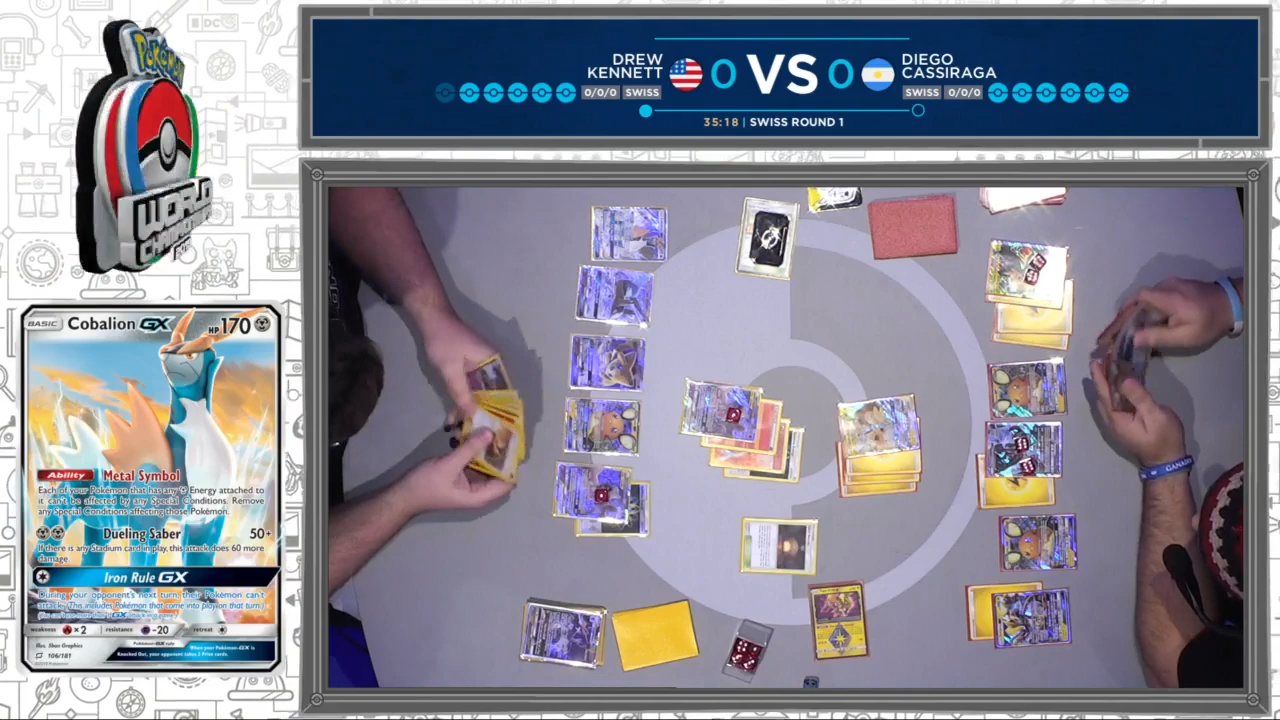 Pokémon
WORLD
CHAMPIONSHIPS
DREW
KENNETT
0
VS
0
DIEGO
CASSIRAGA
0/0/0
SWISS
SWISS
0/0/0
35:18 | SWISS ROUND 1
BASIC
Cobalion GX
HP 170
Ability
Metal Symbol
Each of your Pokémon that has any Energy attached to
it can't be affected by any Special Conditions. Remove
any Special Conditions affecting those Pokémon.
Dueling Saber
50+
If there is any Stadium card in play, this attack does 60 more
damage.
Iron Rule GX
During your opponent's next turn, their Pokémon can't
attack. (This includes Pokémon that come into play on that turn.)
weakness
×2
resistance
-20
retreat
106/181